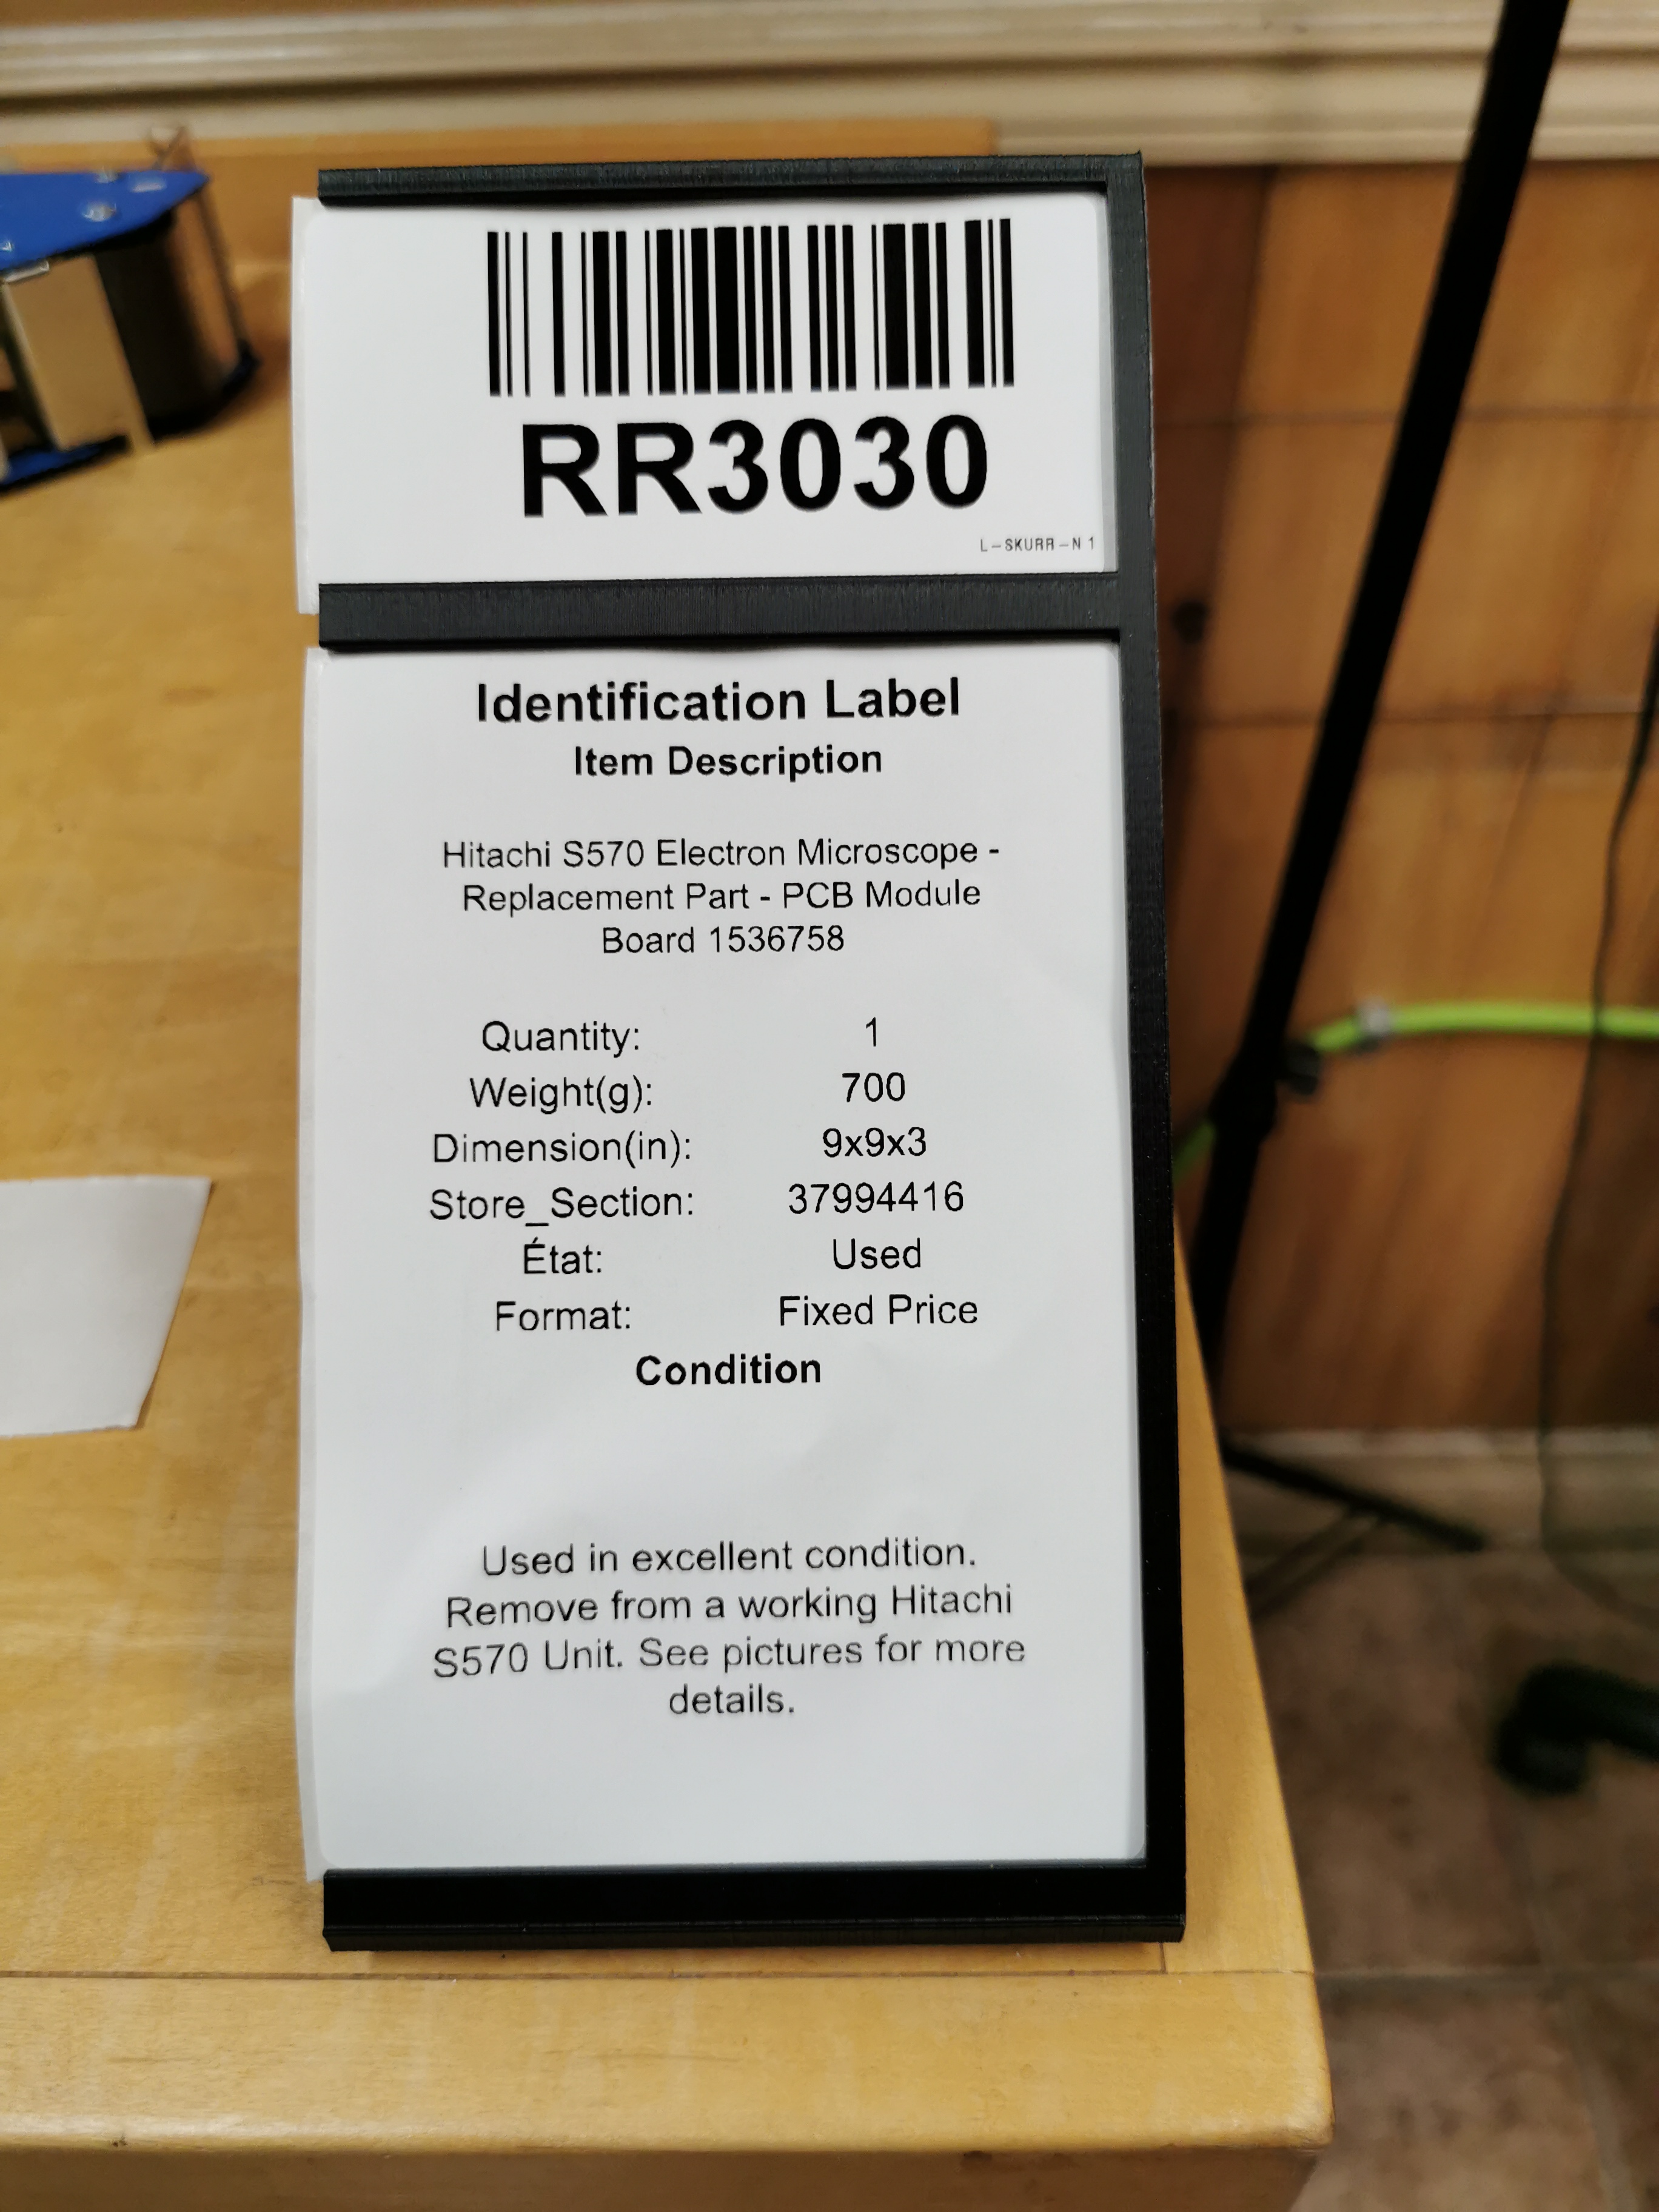 RR3030
L-SKURR-N 1
Identification Label
Item Description
Hitachi S570 Electron Microscope -
Replacement Part - PCB Module
Board 1536758
Quantity: 1
Weight(g): 700
Dimension(in): 9x9x3
Store_Section: 37994416
État: Used
Format: Fixed Price
Condition
Used in excellent condition.
Remove from a working Hitachi
S570 Unit. See pictures for more
details.